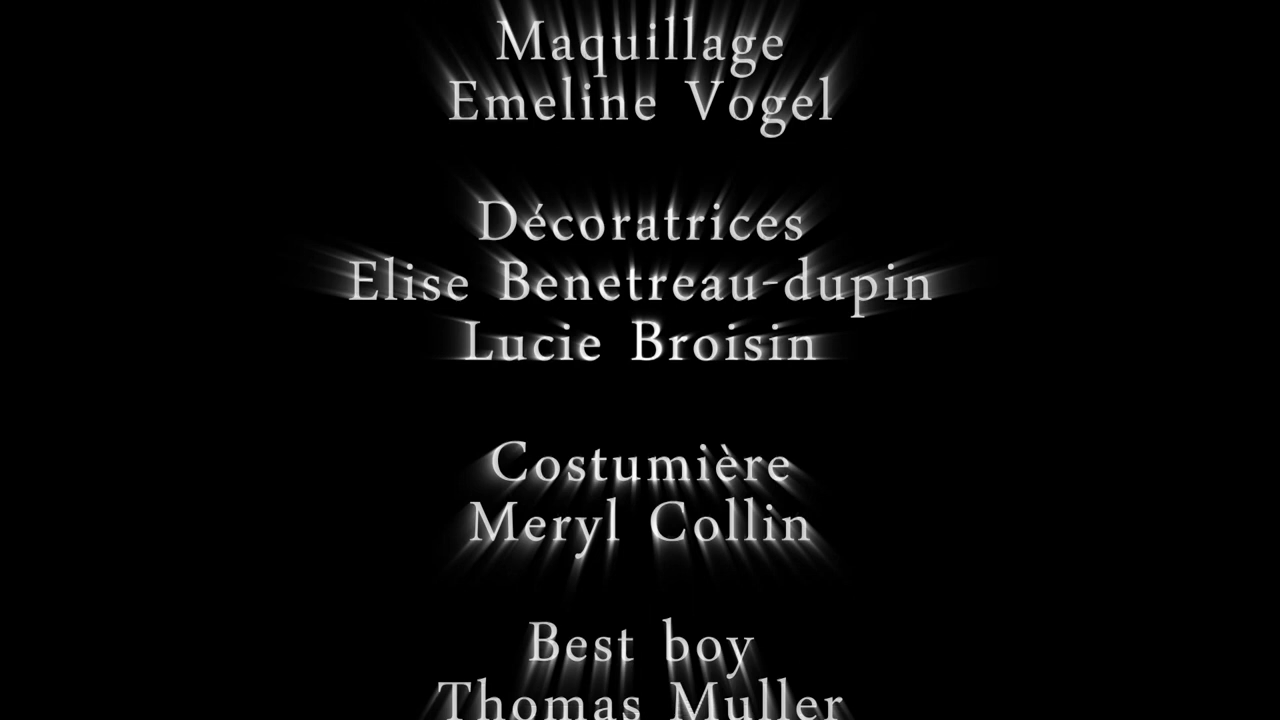 Maquillage
Emeline Vogel
Décoratrices
Elise Benetreau-dupin
Lucie Broisin
Costumière
Meryl Collin
Best boy
Thomas Muller